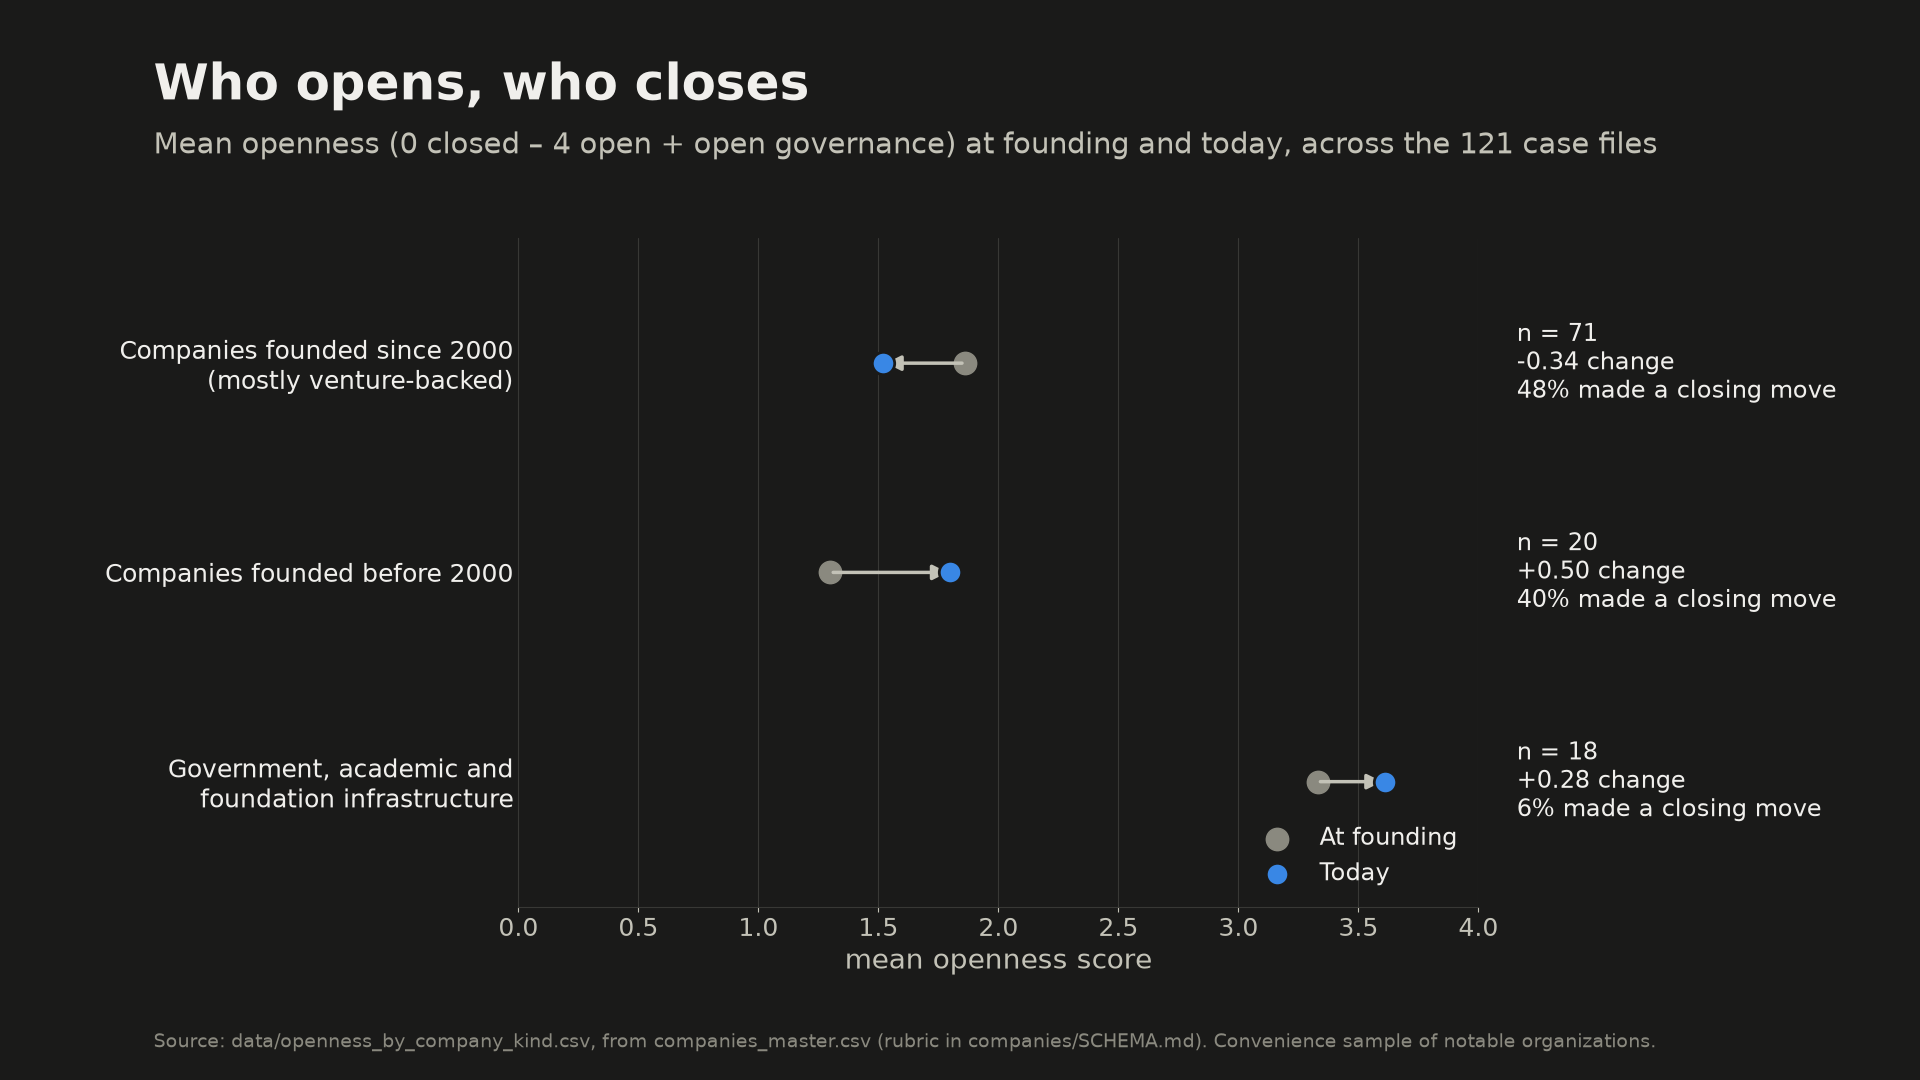 Who opens, who closes
Mean openness (0 closed – 4 open + open governance) at founding and today, across the 121 case files
Companies founded since 2000
(mostly venture-backed)
n = 71
-0.34 change
48% made a closing move
Companies founded before 2000
n = 20
+0.50 change
40% made a closing move
Government, academic and
foundation infrastructure
n = 18
+0.28 change
6% made a closing move
At founding
Today
0.0 0.5 1.0 1.5 2.0 2.5 3.0 3.5 4.0
mean openness score
Source: data/openness_by_company_kind.csv, from companies_master.csv (rubric in companies/SCHEMA.md). Convenience sample of notable organizations.